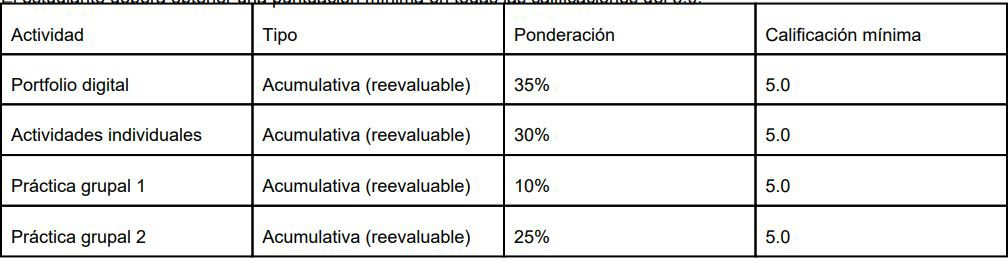 Actividad Tipo Ponderación Calificación mínima
Portfolio digital Acumulativa (reevaluable) 35% 5.0
Actividades individuales Acumulativa (reevaluable) 30% 5.0
Práctica grupal 1 Acumulativa (reevaluable) 10% 5.0
Práctica grupal 2 Acumulativa (reevaluable) 25% 5.0